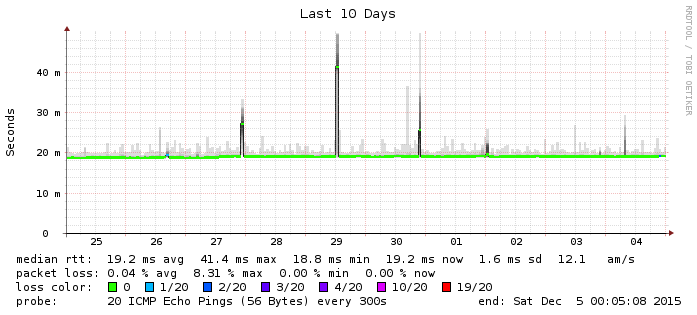 Last 10 Days
RRDTOOL / TOBI OETIKER
Seconds
40 m
30 m
20 m
10 m
0
25 26 27 28 29 30 01 02 03 04
median rtt: 19.2 ms avg 41.4 ms max 18.8 ms min 19.2 ms now 1.6 ms sd 12.1 am/s
packet loss: 0.04 % avg 8.31 % max 0.00 % min 0.00 % now
loss color: 0 1/20 2/20 3/20 4/20 10/20 19/20
probe: 20 ICMP Echo Pings (56 Bytes) every 300s end: Sat Dec 5 00:05:08 2015